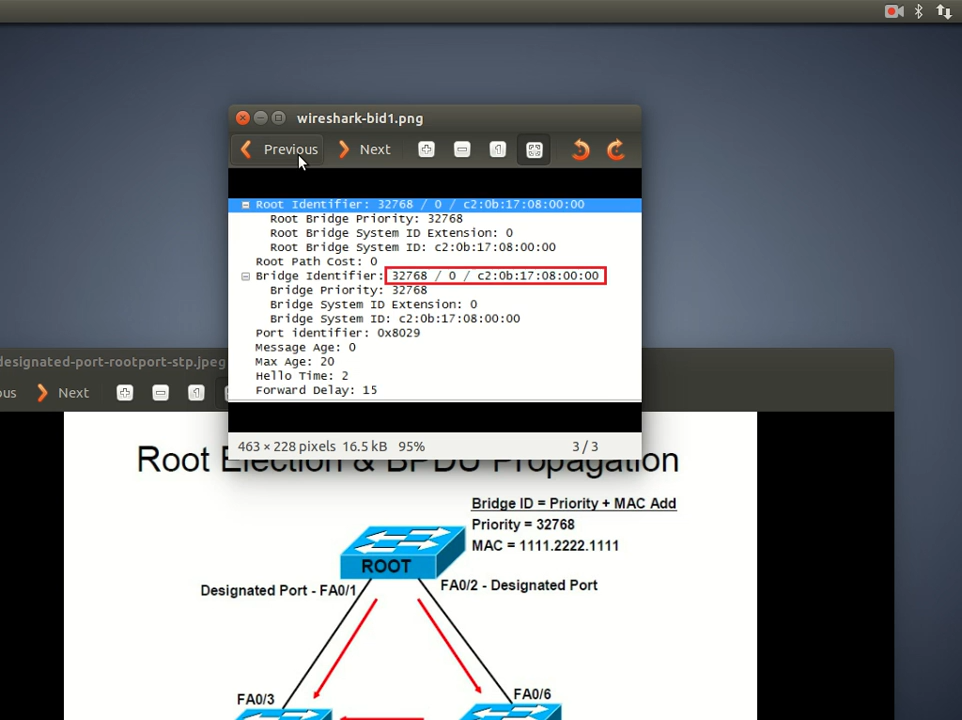 wireshark-bid1.png
Previous
Next
Root Identifier: 32768 / 0 / c2:0b:17:08:00:00
Root Bridge Priority: 32768
Root Bridge System ID Extension: 0
Root Bridge System ID: c2:0b:17:08:00:00
Root Path Cost: 0
Bridge Identifier: 32768 / 0 / c2:0b:17:08:00:00
Bridge Priority: 32768
Bridge System ID Extension: 0
Bridge System ID: c2:0b:17:08:00:00
Port identifier: 0x8029
Message Age: 0
Max Age: 20
Hello Time: 2
Forward Delay: 15
463 × 228 pixels 16.5 kB 95% 3 / 3
designated-port-rootport-stp.jpeg
ous
Next
Root Election & BPDU Propagation
Bridge ID = Priority + MAC Add
Priority = 32768
MAC = 1111.2222.1111
ROOT
Designated Port - FA0/1
FA0/2 - Designated Port
FA0/3
FA0/6